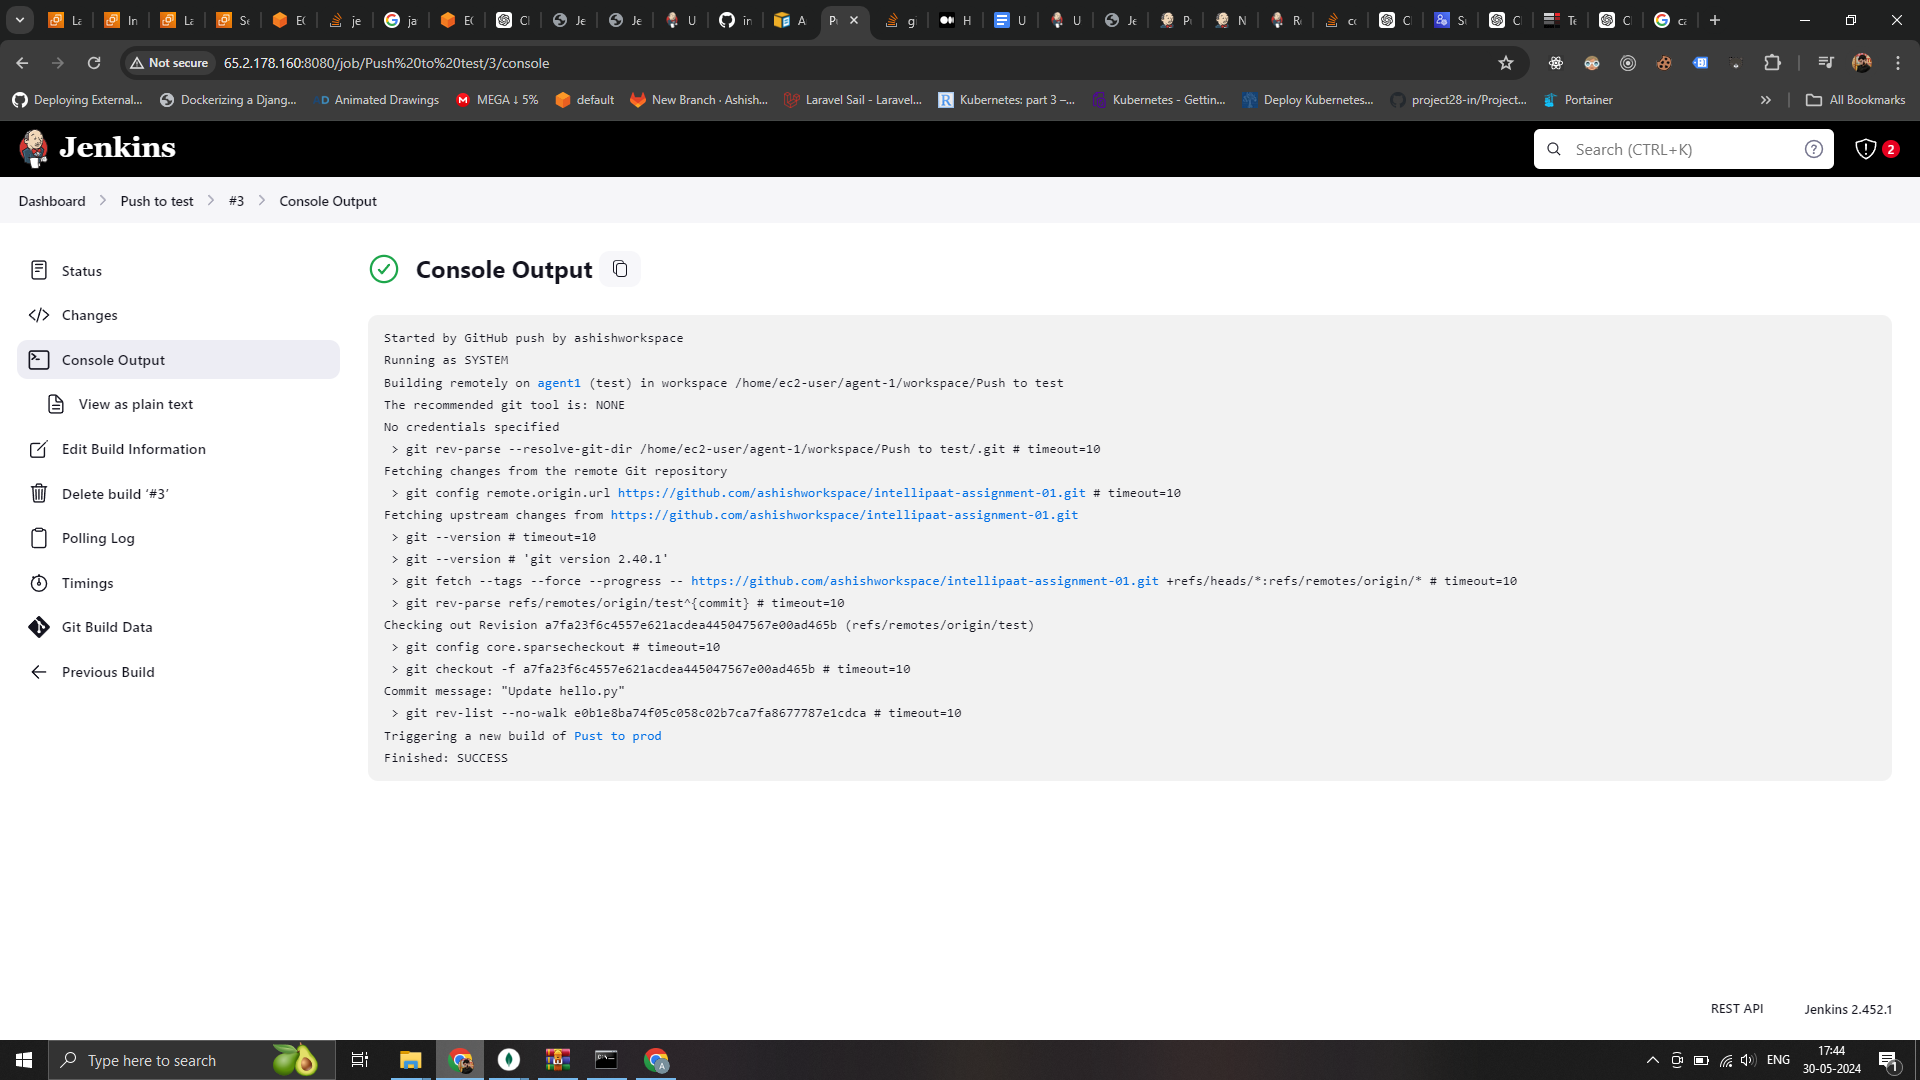 La
In
La
Se
EC
je
ja
EC
Cl
Je
Je
U
in
A
Pu
gi
H
U
U
Je
Pu
N
Re
co
Cl
Su
Cl
Te
Cl
ca
Not secure
65.2.178.160:8080/job/Push%20to%20test/3/console
Deploying External...
Dockerizing a Djang...
Animated Drawings
MEGA ↓ 5%
default
New Branch · Ashish...
Laravel Sail - Laravel...
Kubernetes: part 3 –...
Kubernetes - Gettin...
Deploy Kubernetes...
project28-in/Project...
Portainer
»
All Bookmarks
Jenkins
Search (CTRL+K)
2
Dashboard > Push to test > #3 > Console Output
Status
Changes
Console Output
View as plain text
Edit Build Information
Delete build ‘#3’
Polling Log
Timings
Git Build Data
Previous Build
Console Output
Started by GitHub push by ashishworkspace
Running as SYSTEM
Building remotely on agent1 (test) in workspace /home/ec2-user/agent-1/workspace/Push to test
The recommended git tool is: NONE
No credentials specified
> git rev-parse --resolve-git-dir /home/ec2-user/agent-1/workspace/Push to test/.git # timeout=10
Fetching changes from the remote Git repository
> git config remote.origin.url https://github.com/ashishworkspace/intellipaat-assignment-01.git # timeout=10
Fetching upstream changes from https://github.com/ashishworkspace/intellipaat-assignment-01.git
> git --version # timeout=10
> git --version # 'git version 2.40.1'
> git fetch --tags --force --progress -- https://github.com/ashishworkspace/intellipaat-assignment-01.git +refs/heads/*:refs/remotes/origin/* # timeout=10
> git rev-parse refs/remotes/origin/test^{commit} # timeout=10
Checking out Revision a7fa23f6c4557e621acdea445047567e00ad465b (refs/remotes/origin/test)
> git config core.sparsecheckout # timeout=10
> git checkout -f a7fa23f6c4557e621acdea445047567e00ad465b # timeout=10
Commit message: "Update hello.py"
> git rev-list --no-walk e0b1e8ba74f05c058c02b7ca7fa8677787e1cdca # timeout=10
Triggering a new build of Pust to prod
Finished: SUCCESS
REST API
Jenkins 2.452.1
Type here to search
ENG
17:44
30-05-2024
1